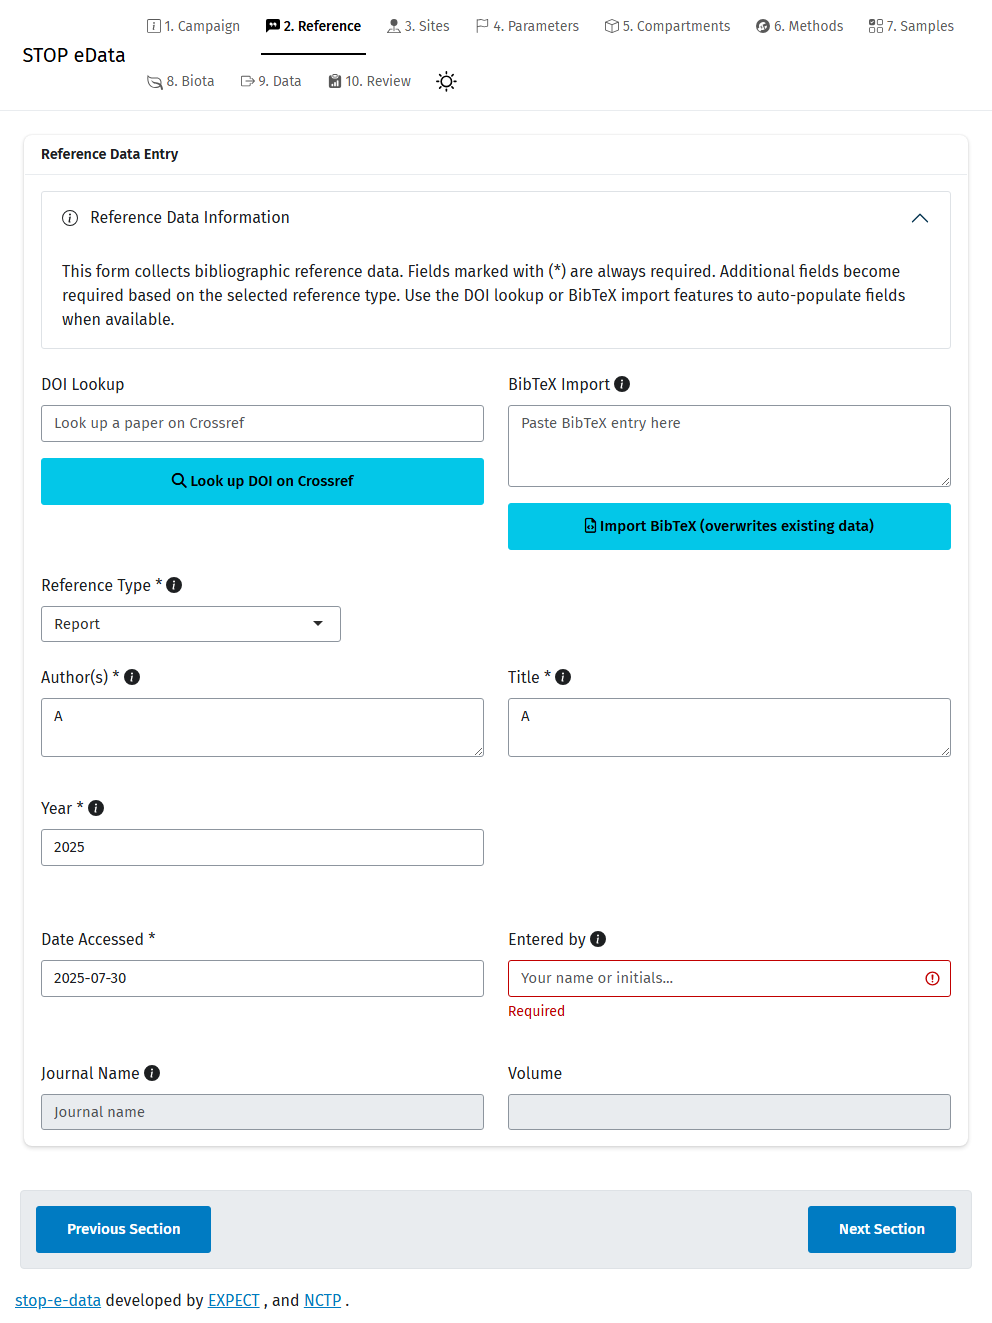 STOP eData
1. Campaign
2. Reference
3. Sites
4. Parameters
5. Compartments
6. Methods
7. Samples
8. Biota
9. Data
10. Review
Reference Data Entry
Reference Data Information
This form collects bibliographic reference data. Fields marked with (*) are always required. Additional fields become
required based on the selected reference type. Use the DOI lookup or BibTeX import features to auto-populate fields
when available.
DOI Lookup
BibTeX Import
Look up a paper on Crossref
Paste BibTeX entry here
Look up DOI on Crossref
Import BibTeX (overwrites existing data)
Reference Type *
Report
Author(s) *
Title *
A
A
Year *
2025
Date Accessed *
Entered by
2025-07-30
Your name or initials...
Required
Journal Name
Volume
Journal name
Previous Section
Next Section
stop-e-data developed by EXPECT , and NCTP .